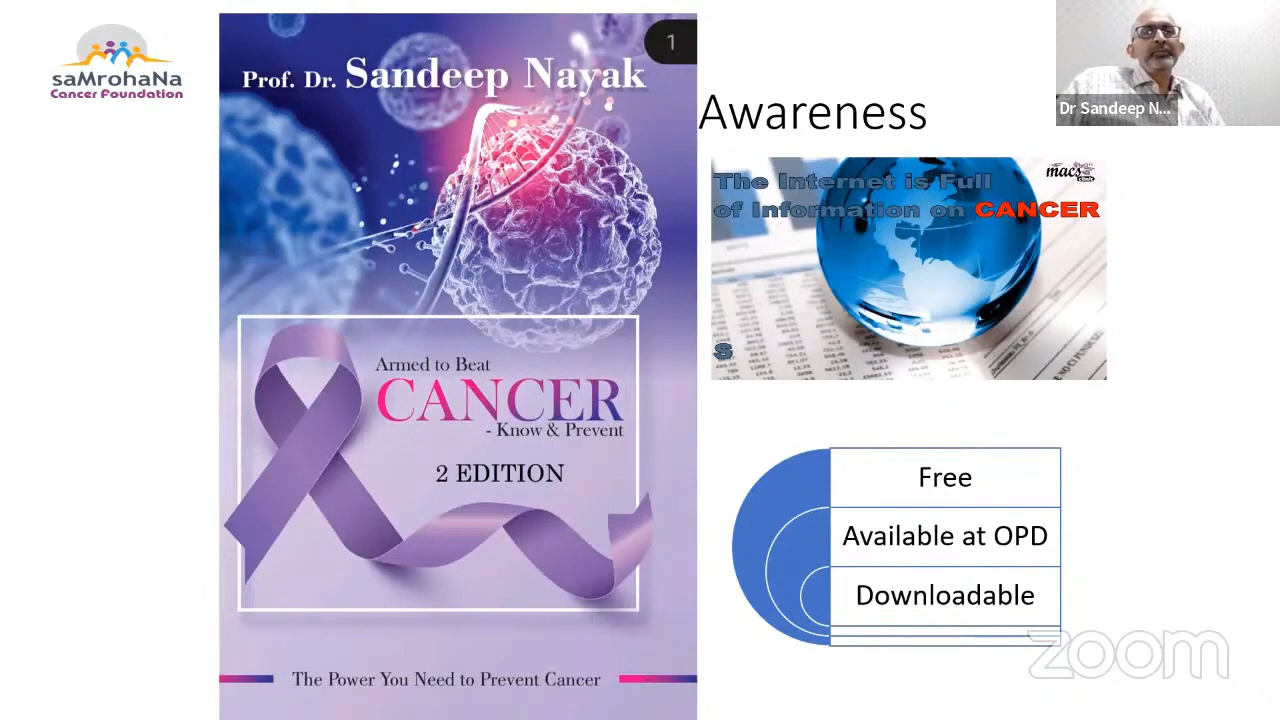 saMrohaNa
Cancer Foundation
Prof. Dr. Sandeep Nayak
1
Awareness
Dr Sandeep N...
The Internet is Full
of Information on CANCER
macs
clinic
S
Armed to Beat
CANCER
- Know & Prevent
2 EDITION
The Power You Need to Prevent Cancer
Free
Available at OPD
Downloadable
zoom